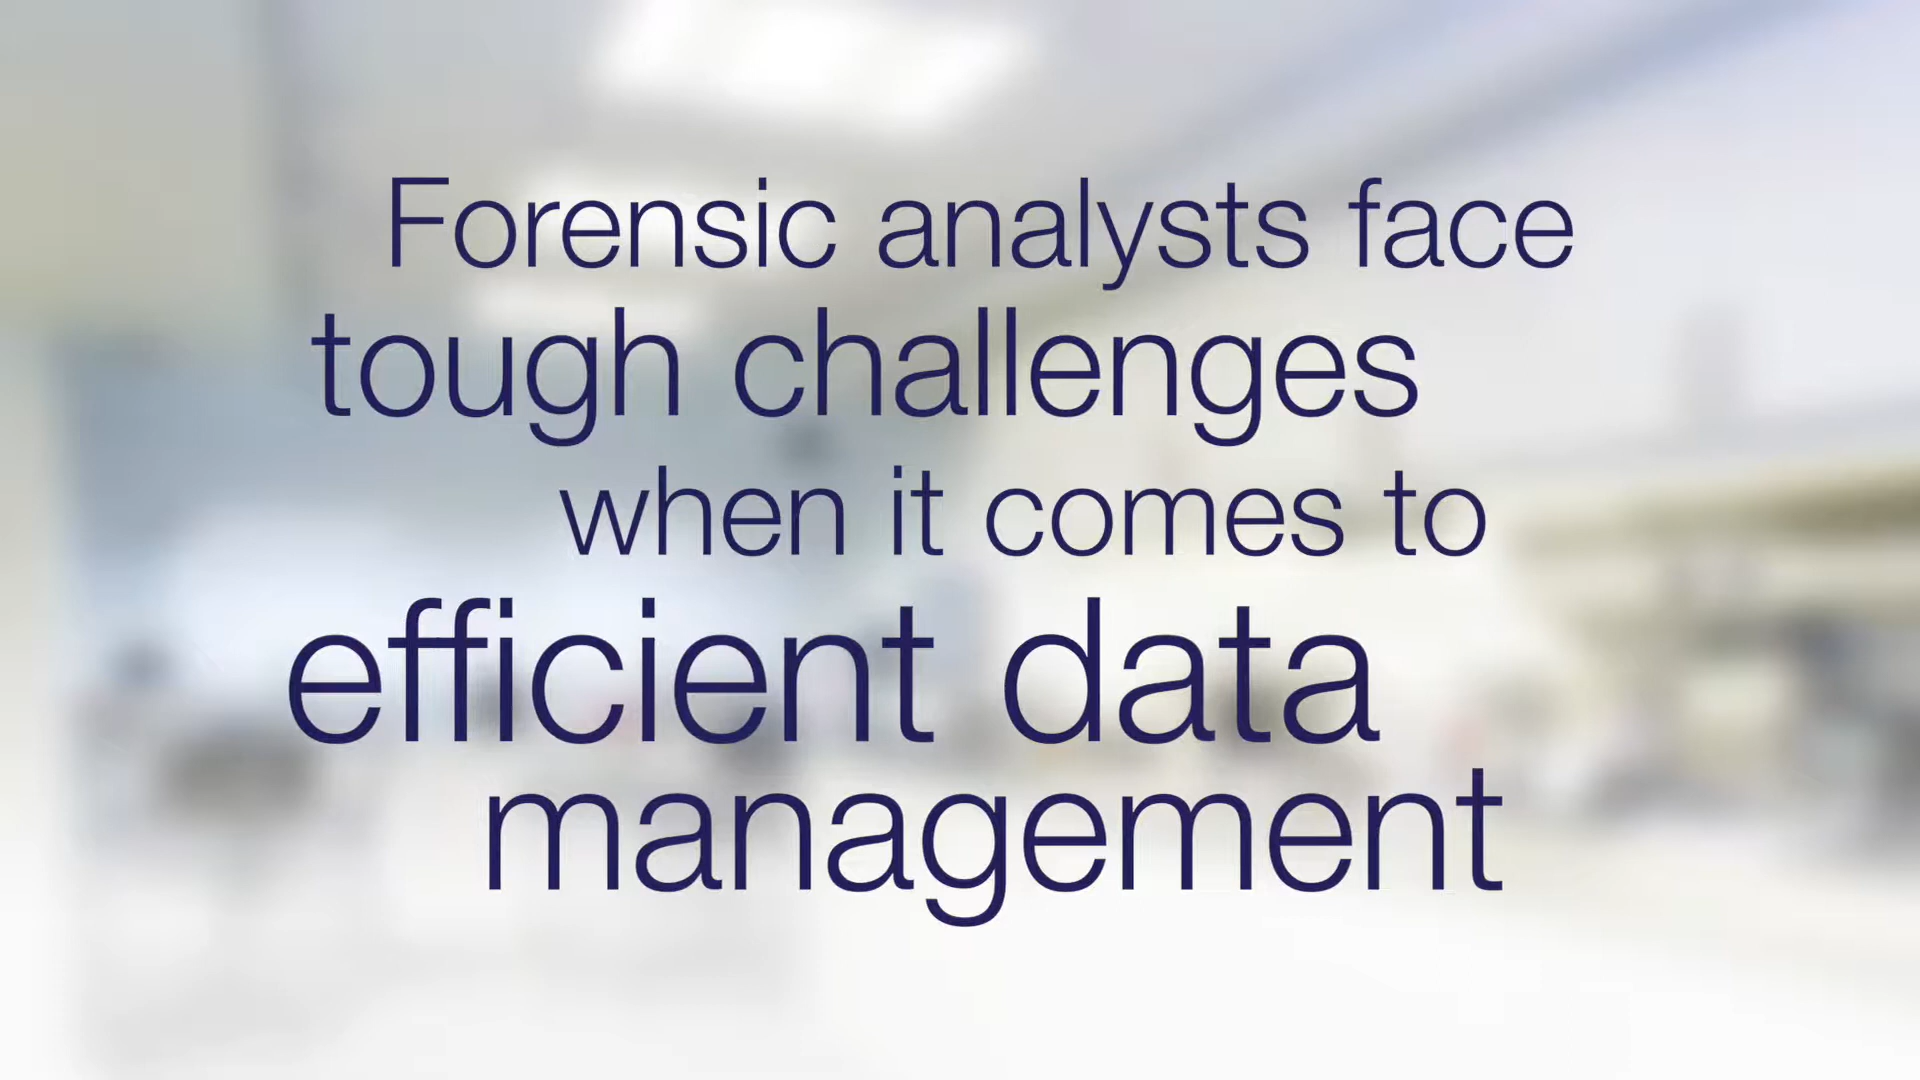 Forensic analysts face
tough challenges
when it comes to
efficient data
management